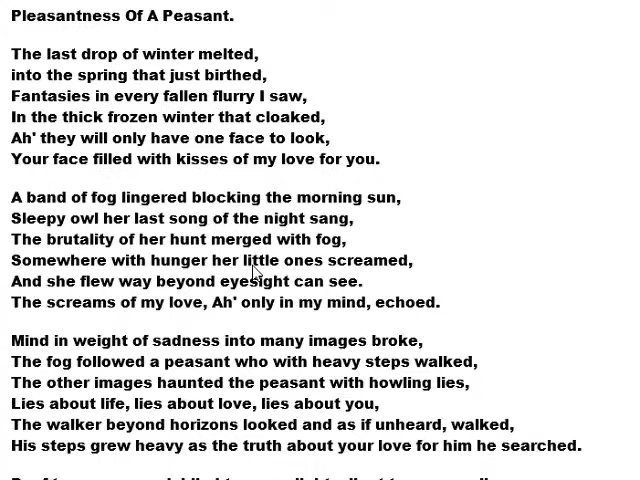 Pleasantness Of A Peasant.
The last drop of winter melted,
into the spring that just birthed,
Fantasies in every fallen flurry I saw,
In the thick frozen winter that cloaked,
Ah' they will only have one face to look,
Your face filled with kisses of my love for you.
A band of fog lingered blocking the morning sun,
Sleepy owl her last song of the night sang,
The brutality of her hunt merged with fog,
Somewhere with hunger her little ones screamed,
And she flew way beyond eyesight can see.
The screams of my love, Ah' only in my mind, echoed.
Mind in weight of sadness into many images broke,
The fog followed a peasant who with heavy steps walked,
The other images haunted the peasant with howling lies,
Lies about life, lies about love, lies about you,
The walker beyond horizons looked and as if unheard, walked,
His steps grew heavy as the truth about your love for him he searched.